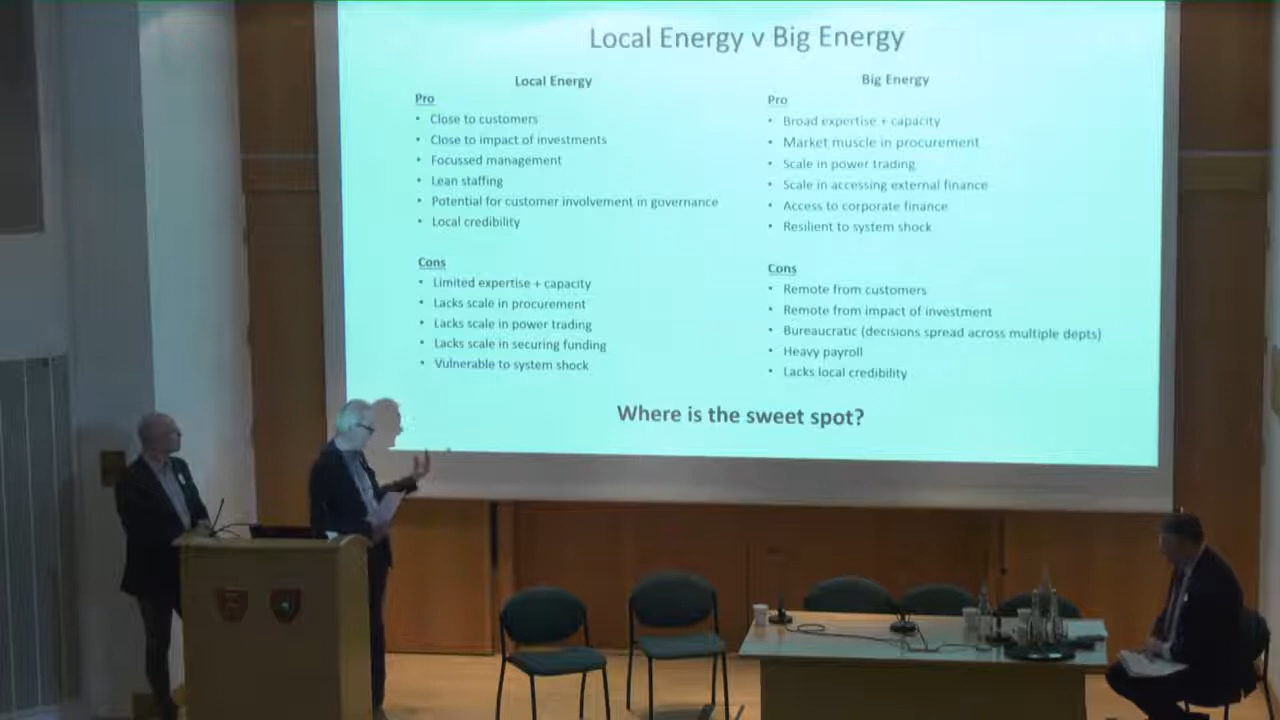 Local Energy v Big Energy
Local Energy
Pro
• Close to customers
• Close to impact of investments
• Focussed management
• Lean staffing
• Potential for customer involvement in governance
• Local credibility
Cons
• Limited expertise + capacity
• Lacks scale in procurement
• Lacks scale in power trading
• Lacks scale in securing funding
• Vulnerable to system shock
Big Energy
Pro
• Broad expertise + capacity
• Market muscle in procurement
• Scale in power trading
• Scale in accessing external finance
• Access to corporate finance
• Resilient to system shock
Cons
• Remote from customers
• Remote from impact of investment
• Bureaucratic (decisions spread across multiple depts)
• Heavy payroll
• Lacks local credibility
Where is the sweet spot?